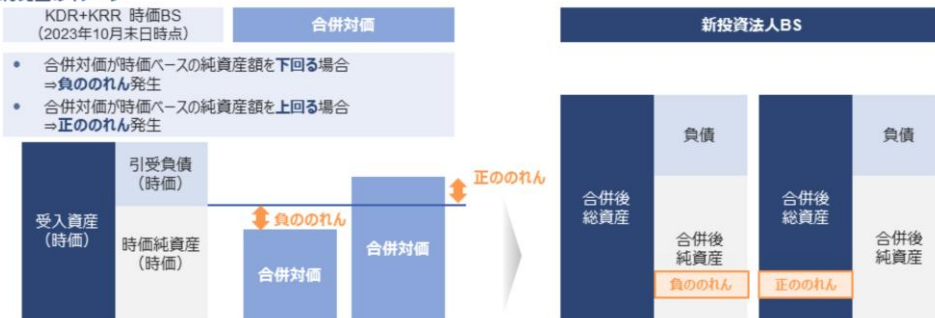 KDR+KRR 時価BS
(2023年10月末日時点)
合併対価
新投資法人BS
• 合併対価が時価ベースの純資産額を下回る場合
⇒負ののれん発生
• 合併対価が時価ベースの純資産額を上回る場合
⇒正ののれん発生
受入資産
(時価)
引受負債
(時価)
時価純資産
(時価)
負ののれん
合併対価
合併対価
正ののれん
合併後
総資産
負債
合併後
純資産
負ののれん
合併後
総資産
正ののれん
負債
合併後
純資産